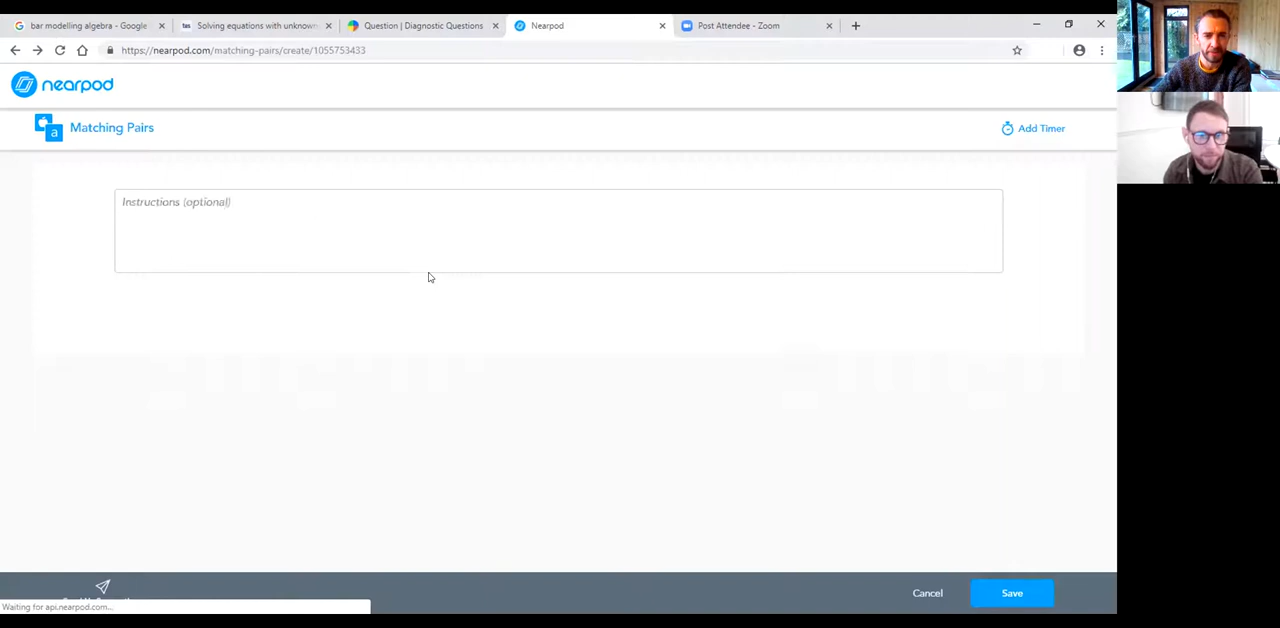 bar modelling algebra - Google
Solving equations with unknown
Question | Diagnostic Questions
Nearpod
Post Attendee - Zoom
https://nearpod.com/matching-pairs/create/1055753433
nearpod
a
Matching Pairs
Add Timer
Instructions (optional)
Cancel
Save
Waiting for api.nearpod.com...